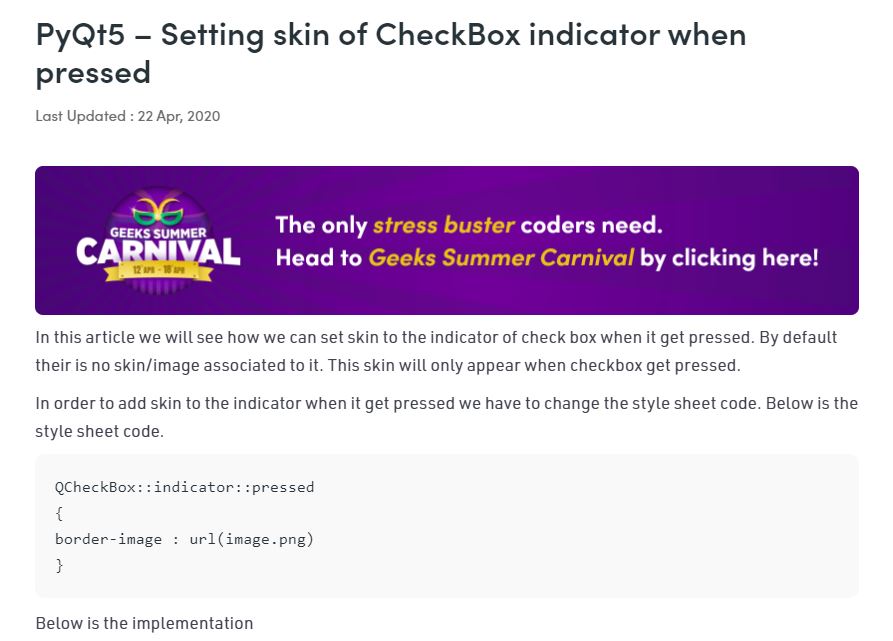 PyQt5 – Setting skin of CheckBox indicator when
pressed
Last Updated : 22 Apr, 2020
GEEKS SUMMER
CARNIVAL
12 APR - 18 APR
The only stress buster coders need.
Head to Geeks Summer Carnival by clicking here!
In this article we will see how we can set skin to the indicator of check box when it get pressed. By default
their is no skin/image associated to it. This skin will only appear when checkbox get pressed.
In order to add skin to the indicator when it get pressed we have to change the style sheet code. Below is the
style sheet code.
QCheckBox::indicator::pressed
{
border-image : url(image.png)
}
Below is the implementation